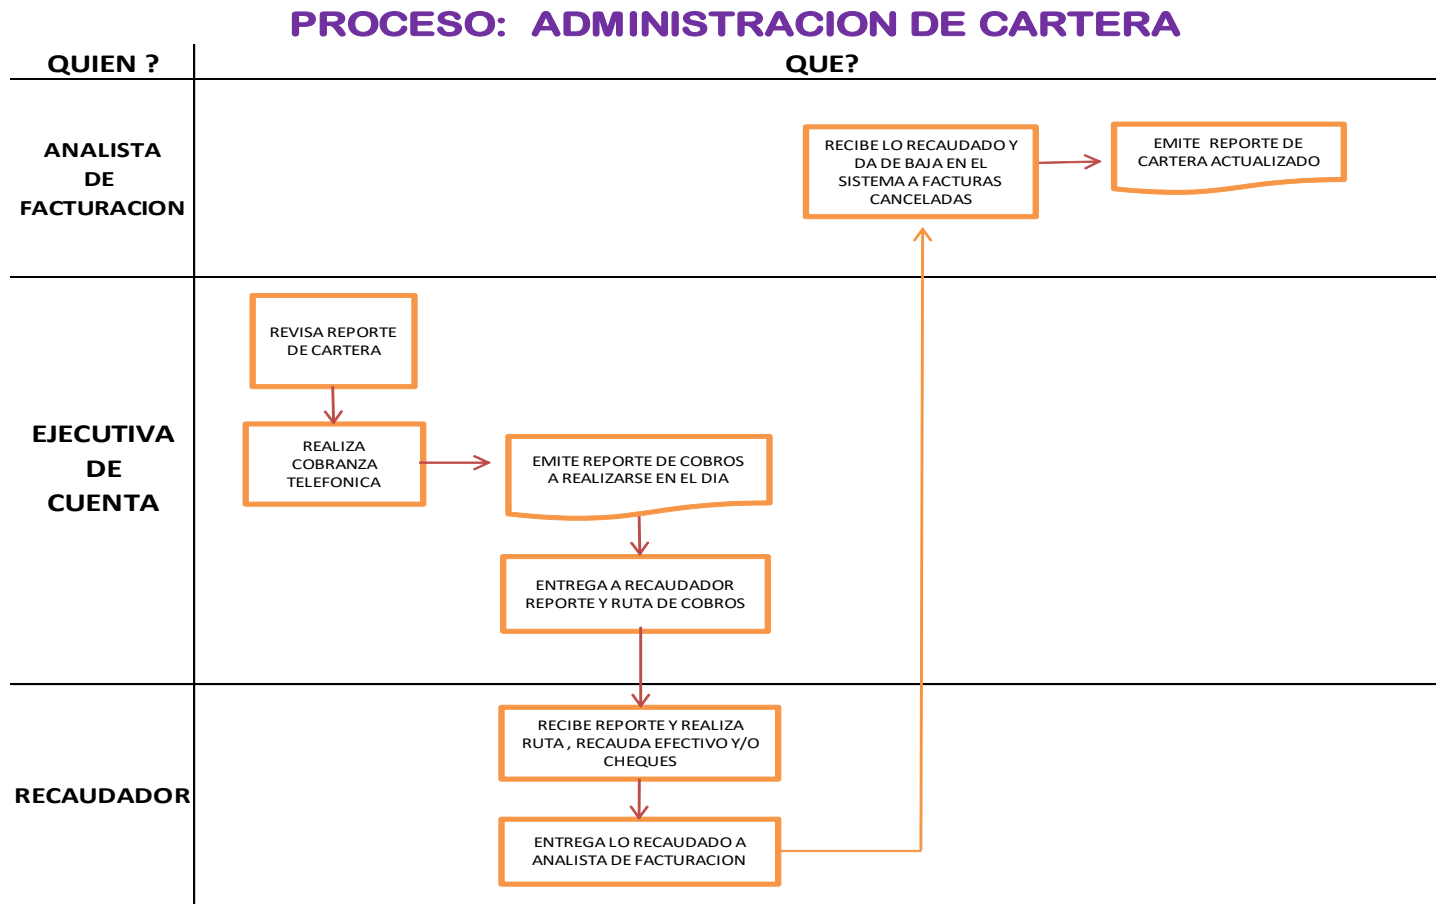 PROCESO: ADMINISTRACION DE CARTERA
QUIEN ?
QUE?
ANALISTA
DE
FACTURACION
RECIBE LO RECAUDADO Y
DA DE BAJA EN EL
SISTEMA A FACTURAS
CANCELADAS
EMITE REPORTE DE
CARTERA ACTUALIZADO
EJECUTIVA
DE
CUENTA
REVISA REPORTE
DE CARTERA
REALIZA
COBRANZA
TELEFONICA
EMITE REPORTE DE COBROS
A REALIZARSE EN EL DIA
ENTREGA A RECAUDADOR
REPORTE Y RUTA DE COBROS
RECAUDADOR
RECIBE REPORTE Y REALIZA
RUTA , RECAUDA EFECTIVO Y/O
CHEQUES
ENTREGA LO RECAUDADO A
ANALISTA DE FACTURACION